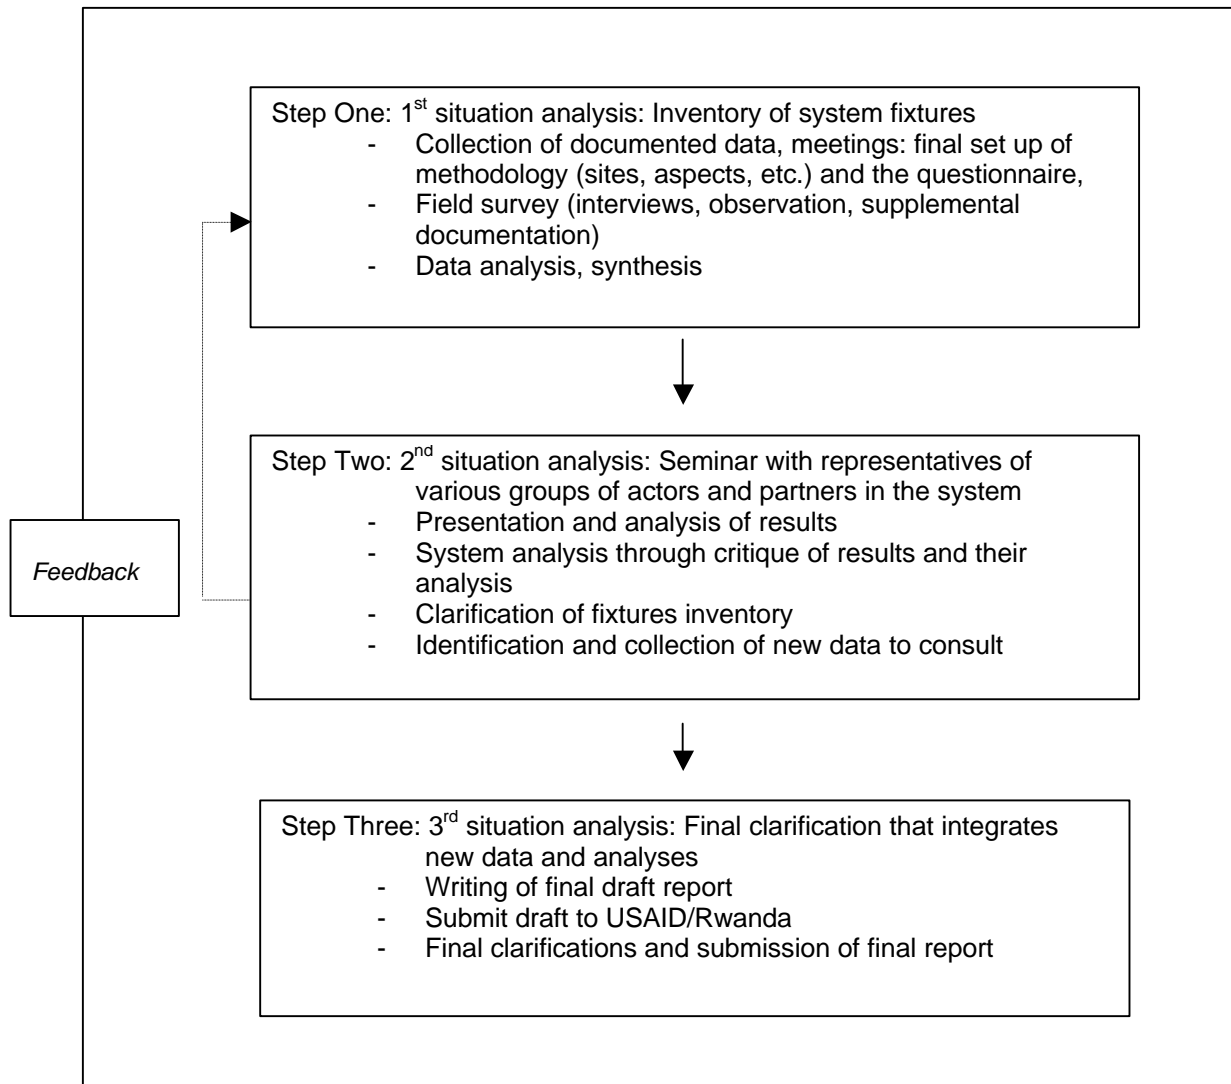 Step One: 1st situation analysis: Inventory of system fixtures
- Collection of documented data, meetings: final set up of
methodology (sites, aspects, etc.) and the questionnaire,
- Field survey (interviews, observation, supplemental
documentation)
- Data analysis, synthesis
Step Two: 2nd situation analysis: Seminar with representatives of
various groups of actors and partners in the system
- Presentation and analysis of results
- System analysis through critique of results and their
analysis
- Clarification of fixtures inventory
- Identification and collection of new data to consult
Feedback
Step Three: 3rd situation analysis: Final clarification that integrates
new data and analyses
- Writing of final draft report
- Submit draft to USAID/Rwanda
- Final clarifications and submission of final report